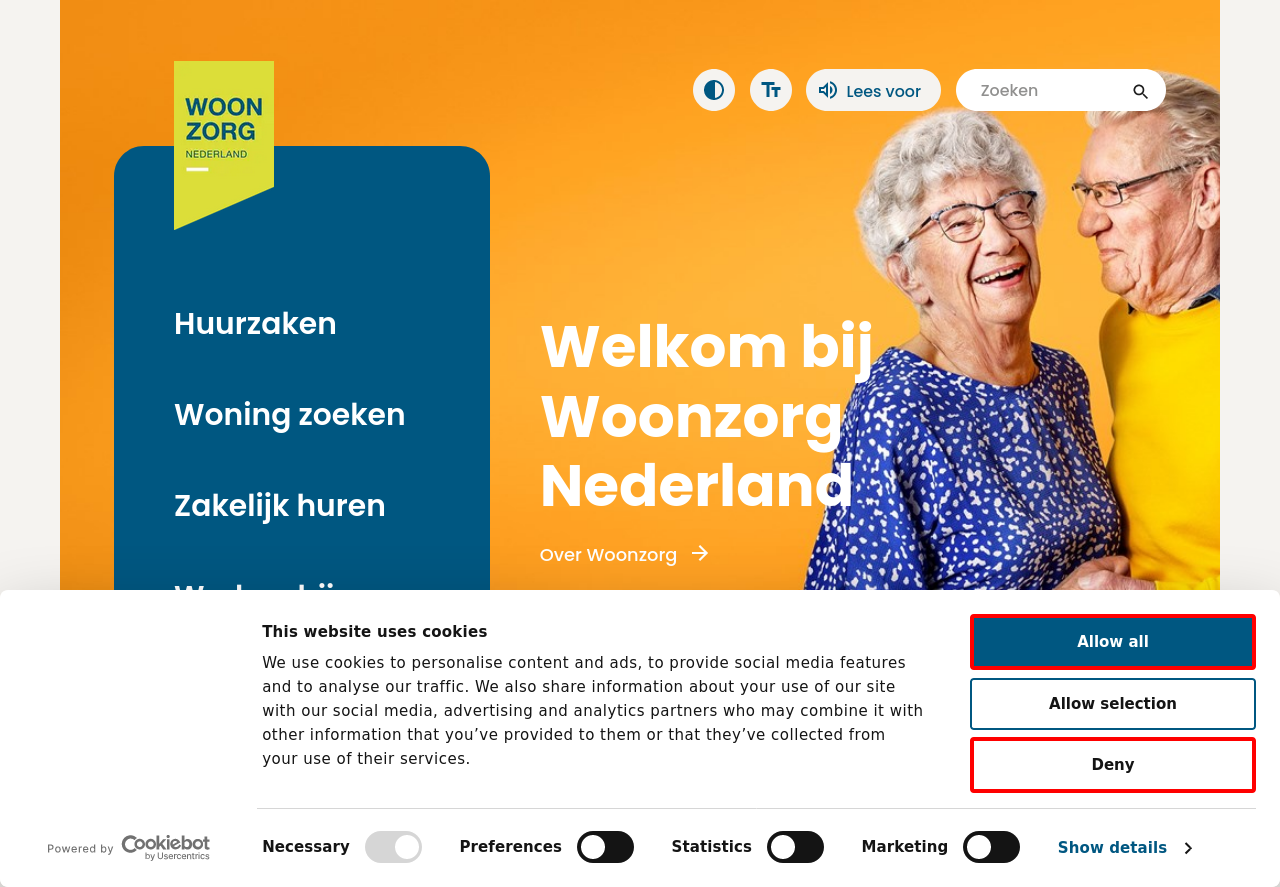 WOON
ZORG
NEDERLAND
Lees voor
Zoeken
Huurzaken
Woning zoeken
Zakelijk huren
Welkom bij
Woonzorg
Nederland
Over Woonzorg
This website uses cookies
We use cookies to personalise content and ads, to provide social media features
and to analyse our traffic. We also share information about your use of our site
with our social media, advertising and analytics partners who may combine it with
other information that you’ve provided to them or that they’ve collected from
your use of their services.
Allow all
Allow selection
Deny
Powered by Cookiebot
by Usercentrics
Necessary
Preferences
Statistics
Marketing
Show details